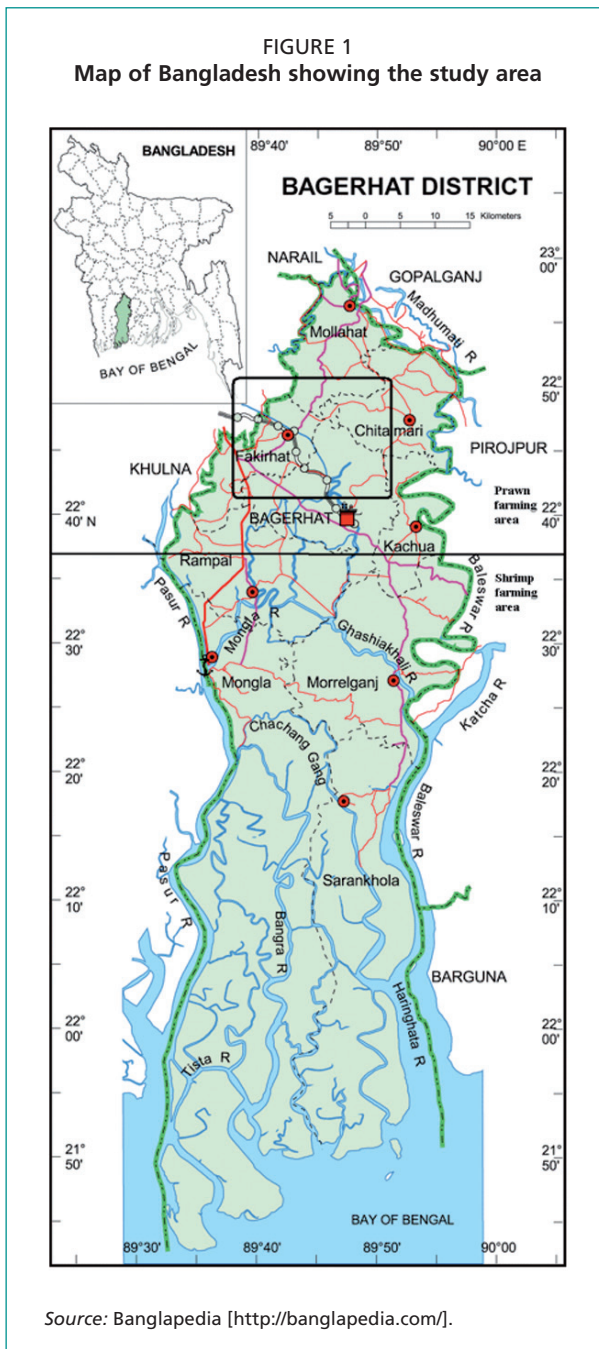 FIGURE 1
Map of Bangladesh showing the study area
BANGLADESH
BAY OF BENGAL
89°40'
89°50'
90°00 E
BAGERHAT DISTRICT
5 0 5 10 15 Kilometers
NARAIL
GOPALGANJ
23°
00'
Madhumati R
Mollahat
22°
50'
Chitalmari
Fakirhat
PIROJPUR
KHULNA
22°
40' N
Prawn
farming
area
22°
40'
BAGERHAT
Kachua
Rampal
Shrimp
farming
area
Baleswar R
Pasur R
Mongla R
22°
30'
Ghashiakhali R
22°
30'
Mongla
Morrelganj
Katcha R
Chachang Gang
22°
20'
22°
20'
Baleswar R
Pasur R
Sarankhola
22°
10'
22°
10'
Bangra R
BARGUNA
Haringhata R
22°
00'
22°
00'
Tista R
21°
50'
21°
50'
BAY OF BENGAL
89°30'
89°40'
89°50'
90°00
Source: Banglapedia [http://banglapedia.com/].